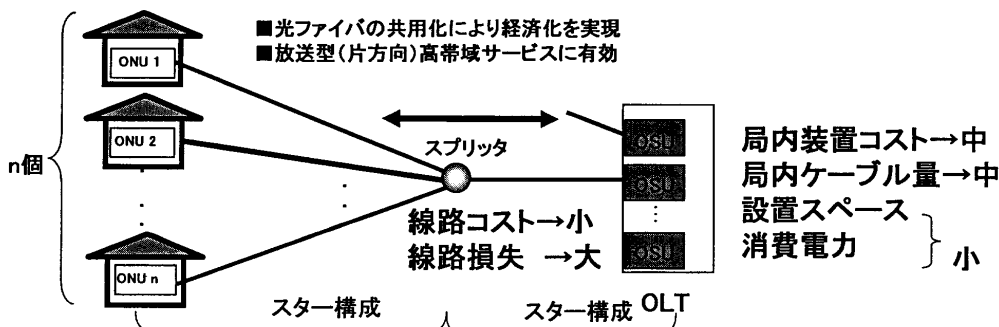 ■光ファイバの共用化により経済化を実現
■放送型(片方向)高帯域サービスに有効
ONU 1
ONU 2
n個
ONU n
スプリッタ
線路コスト→小
線路損失 →大
OSU
OSU
OSU
OLT
局内装置コスト→中
局内ケーブル量→中
設置スペース
消費電力
小
スター構成
スター構成